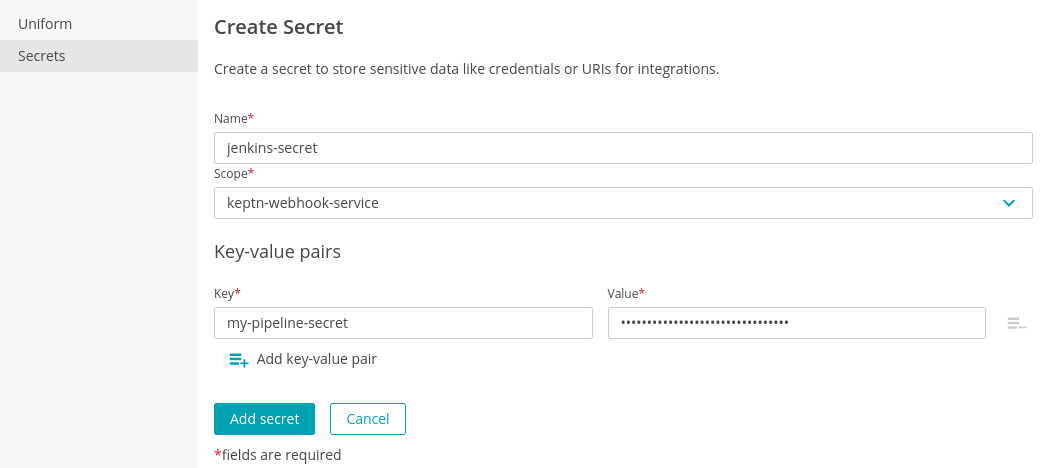 Uniform
Secrets
Create Secret
Create a secret to store sensitive data like credentials or URIs for integrations.
Name*
jenkins-secret
Scope*
keptn-webhook-service
Key-value pairs
Key* Value*
my-pipeline-secret ••••••••••••••••••••••••••••••••
Add key-value pair
Add secret Cancel
*fields are required